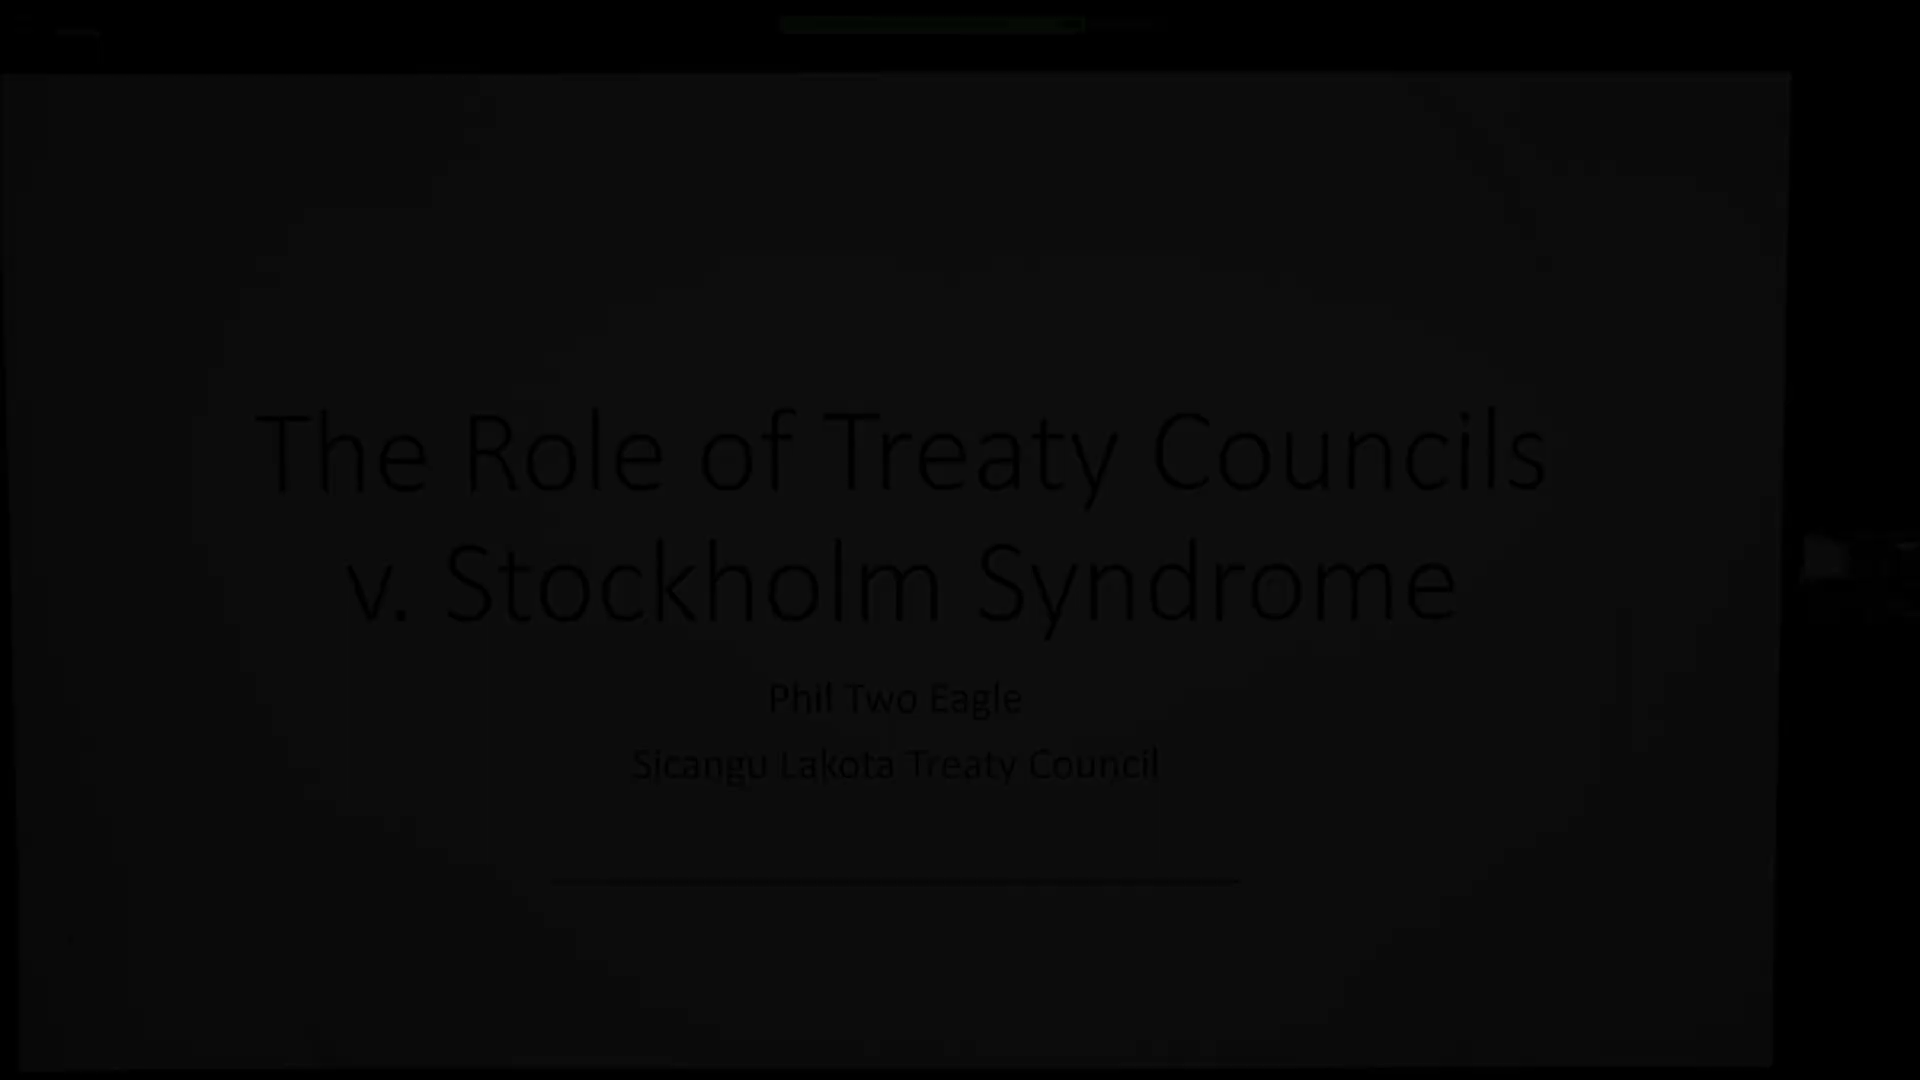 The Role of Treaty Councils
v. Stockholm Syndrome
Phil Two Eagle
Sicangu Lakota Treaty Council